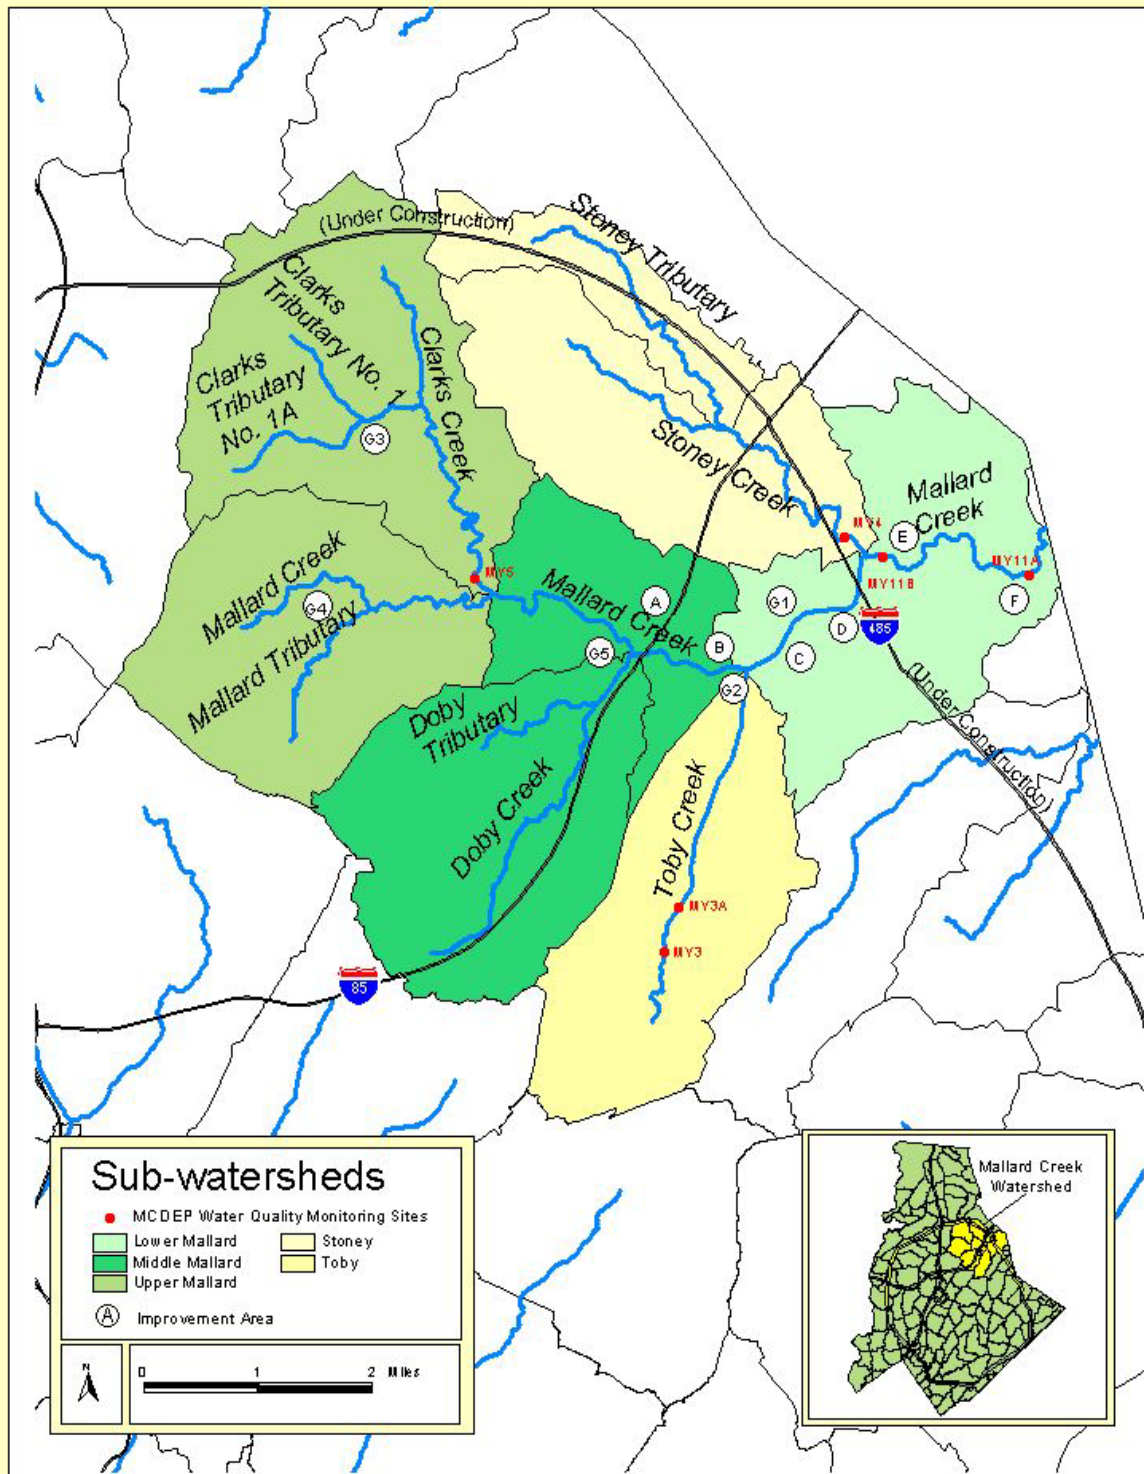 (Under Construction)
Stoney Tributary
Clarks
Tributary No. 1
Clarks Creek
Clarks
Tributary
No. 1A
G3
Stoney Creek
Mallard
Creek
MY4
E
MY11A
MY11B
F
MY5
Mallard Creek
G4
Mallard Tributary
Mallard Creek
A
G1
D
485
B
C
G5
G2
(Under Construction)
Doby
Tributary
Doby Creek
Toby Creek
MY3A
MY3
85
Sub-watersheds
MCDEP Water Quality Monitoring Sites
Lower Mallard
Stoney
Middle Mallard
Toby
Upper Mallard
A
Improvement Area
N
0 1 2 Miles
Mallard Creek
Watershed